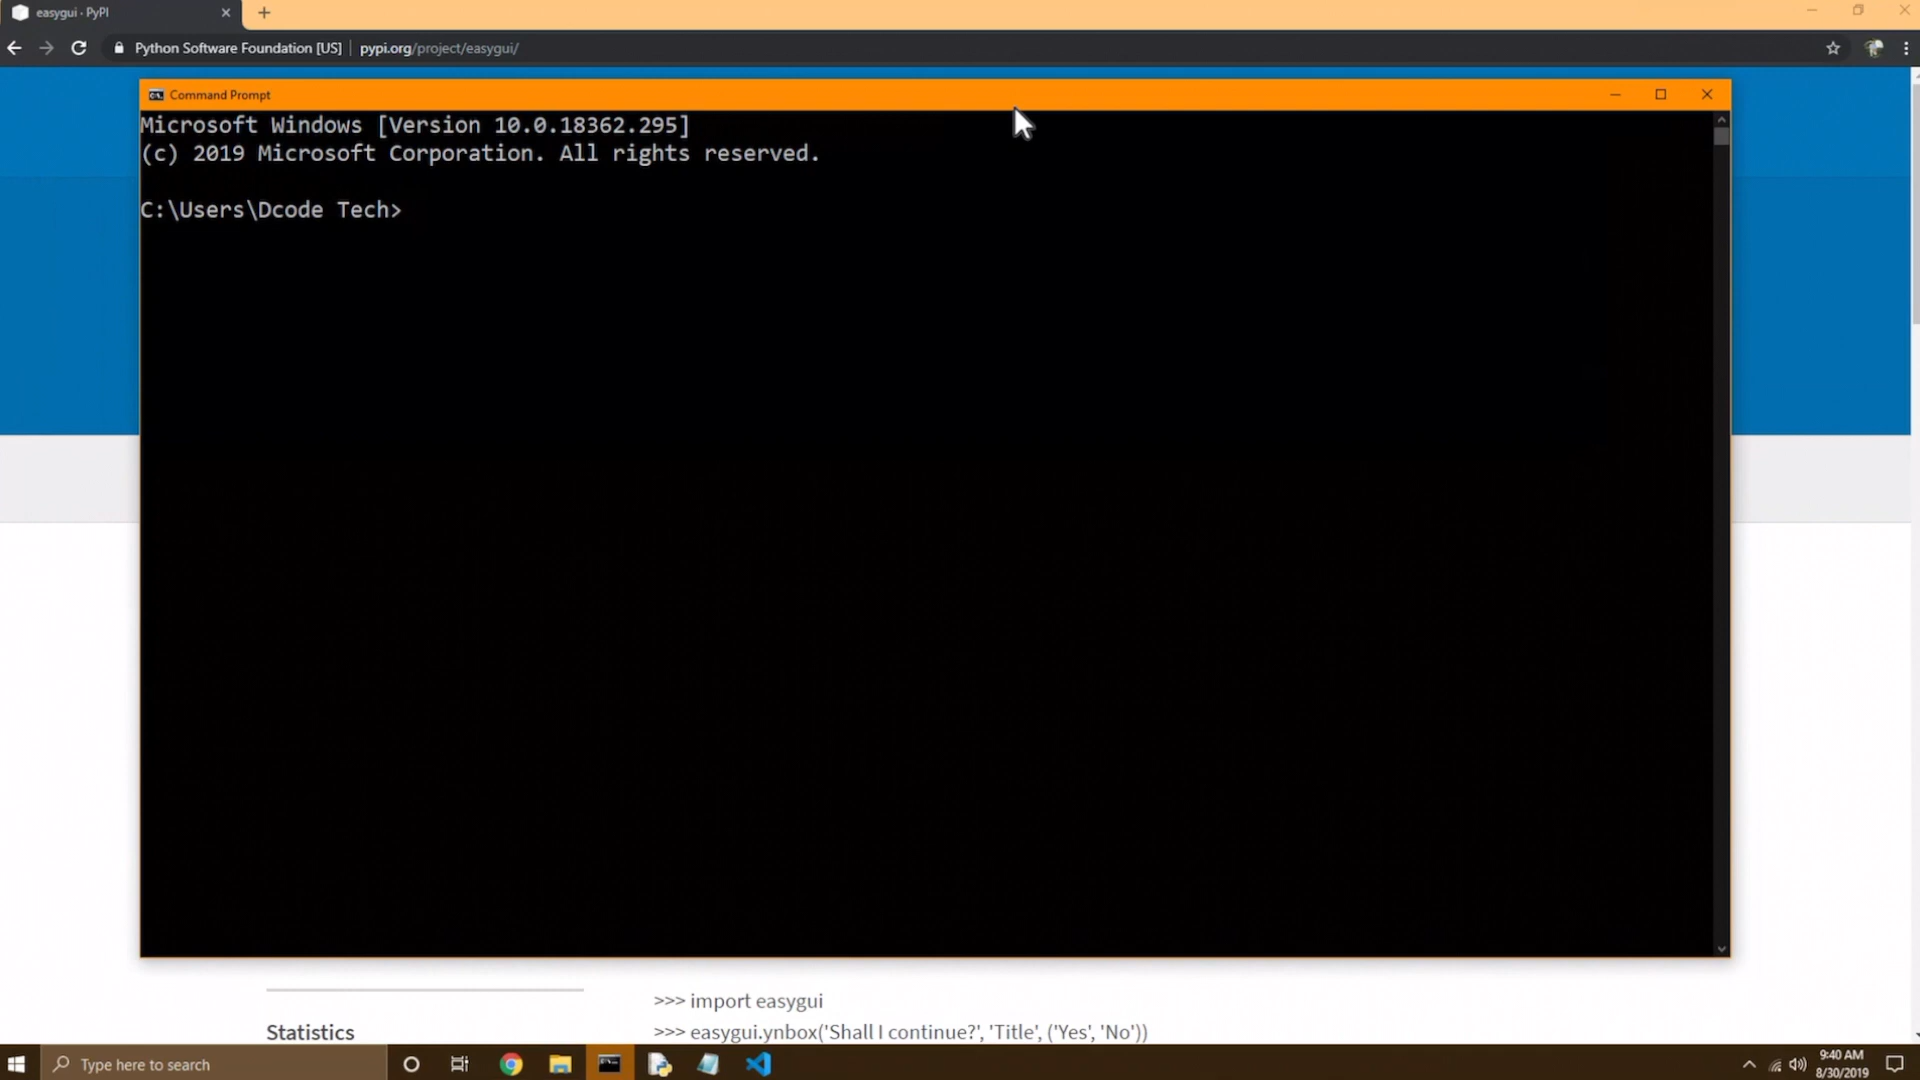 easygui · PyPI
Python Software Foundation [US] | pypi.org/project/easygui/
Command Prompt
Microsoft Windows [Version 10.0.18362.295]
(c) 2019 Microsoft Corporation. All rights reserved.
C:\Users\Dcode Tech>
>>> import easygui
Statistics
>>> easygui.ynbox('Shall I continue?', 'Title', ('Yes', 'No'))
Type here to search
9:40 AM
8/30/2019